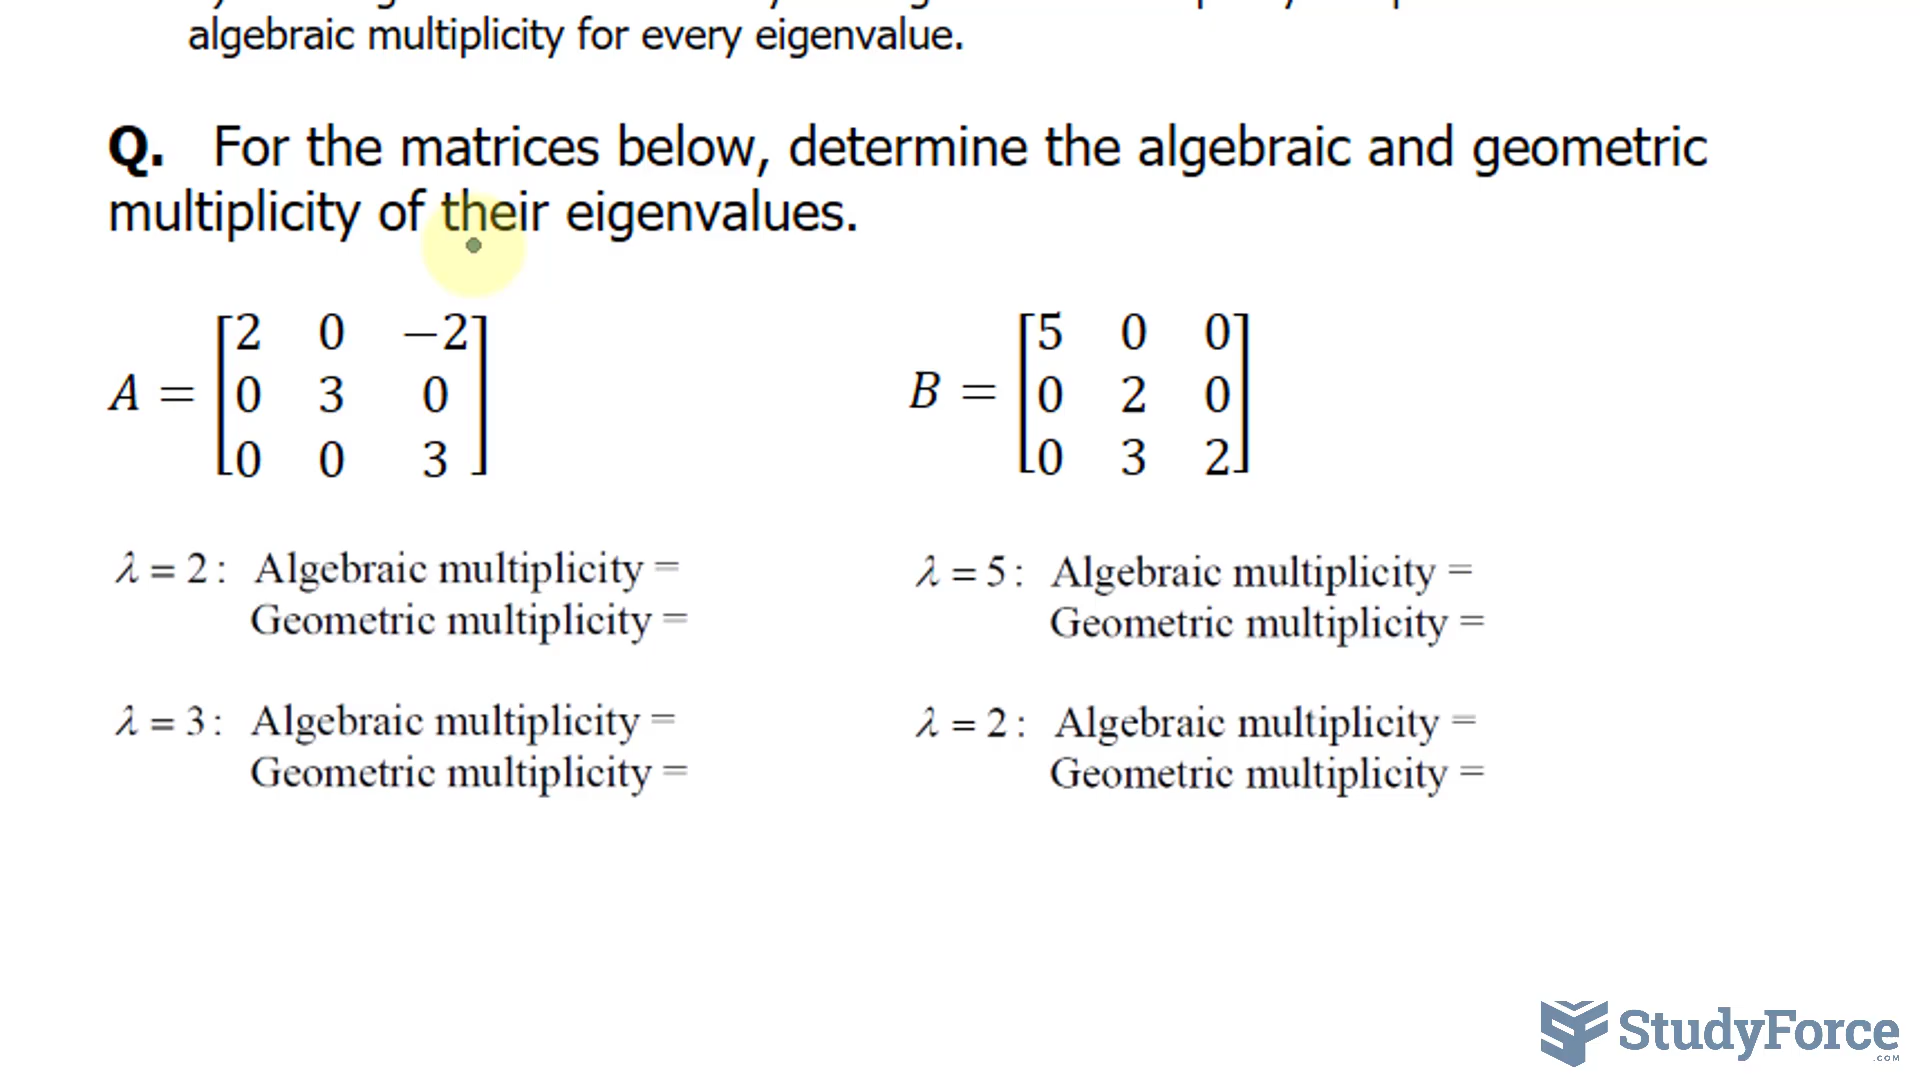 algebraic multiplicity for every eigenvalue.
Q. For the matrices below, determine the algebraic and geometric
multiplicity of their eigenvalues.
A = [2 0 −2
0 3 0
0 0 3]
B = [5 0 0
0 2 0
0 3 2]
λ = 2 : Algebraic multiplicity =
Geometric multiplicity =
λ = 3 : Algebraic multiplicity =
Geometric multiplicity =
λ = 5 : Algebraic multiplicity =
Geometric multiplicity =
λ = 2 : Algebraic multiplicity =
Geometric multiplicity =
StudyForce
.COM